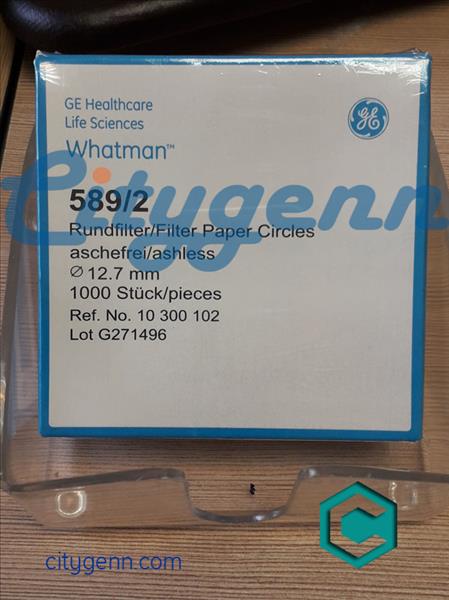 GE Healthcare
Life Sciences
GE
Whatman™
Citygenn
589/2
Rundfilter/Filter Paper Circles
aschefrei/ashless
∅ 12.7 mm
1000 Stück/pieces
Ref. No. 10 300 102
Lot G271496
citygenn.com